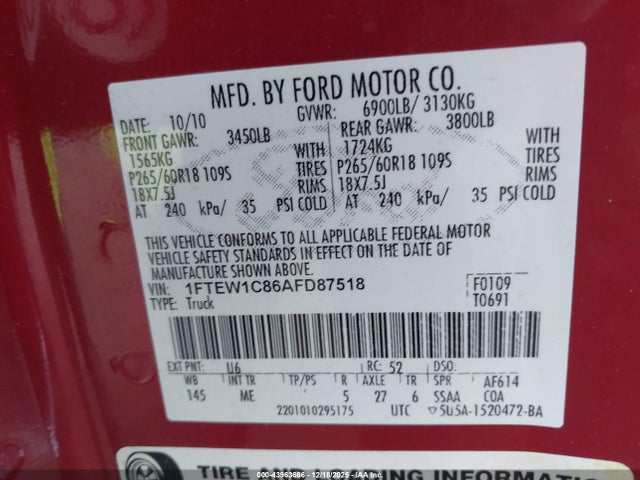 MFD. BY FORD MOTOR CO.
DATE: 10/10 GVWR: 6900LB/ 3130KG
FRONT GAWR: 3450LB REAR GAWR: 3800LB
1565KG WITH 1724KG WITH
P265/60R18 109S TIRES P265/60R18 109S TIRES
18X7.5J RIMS 18X7.5J RIMS
AT 240 kPa/ 35 PSI COLD AT 240 kPa/ 35 PSI COLD
THIS VEHICLE CONFORMS TO ALL APPLICABLE FEDERAL MOTOR
VEHICLE SAFETY STANDARDS IN EFFECT ON THE DATE OF
MANUFACTURE SHOWN ABOVE.
VIN: 1FTEW1C86AFD87518 F0109
TYPE: Truck T0691
EXT PNT: U6 RC: 52 DSO:
WB INT TR TP/PS R AXLE TR SPR AF614
145 ME 5 27 6 SSAA COA
2201010295175 UTC ▽5U5A-1520472-BA
TIRE INFORMATION
00-43963686 - 12/18/2025 - IAAI.COM